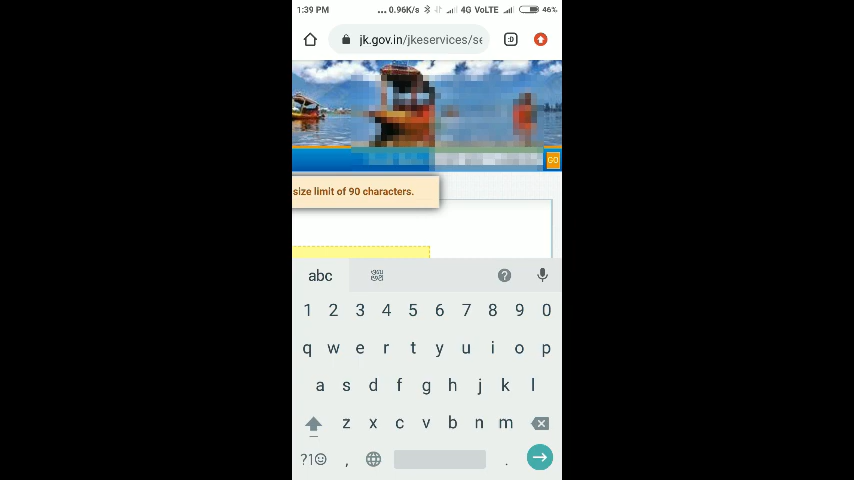 1:39 PM ... 0.96K/s 4G VoLTE 46%
jk.gov.in/jkeservices/se :D
GO
size limit of 90 characters.
abc ?
1 2 3 4 5 6 7 8 9 0
q w e r t y u i o p
a s d f g h j k l
z x c v b n m
?1☺ , .